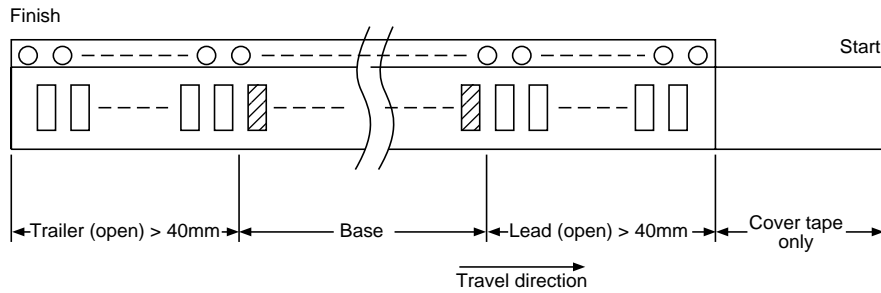 Finish
Start
Trailer (open) > 40mm
Base
Lead (open) > 40mm
Cover tape
only
Travel direction